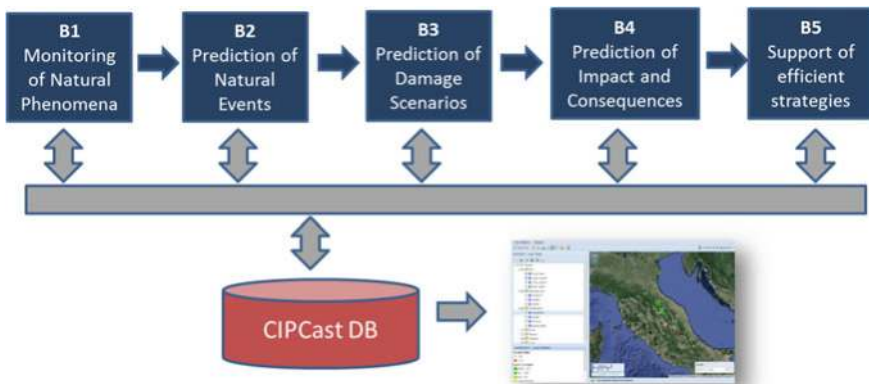 B1
Monitoring
of Natural
Phenomena
B2
Prediction of
Natural
Events
B3
Prediction of
Damage
Scenarios
B4
Prediction of
Impact and
Consequences
B5
Support of
efficient
strategies
CIPCast DB